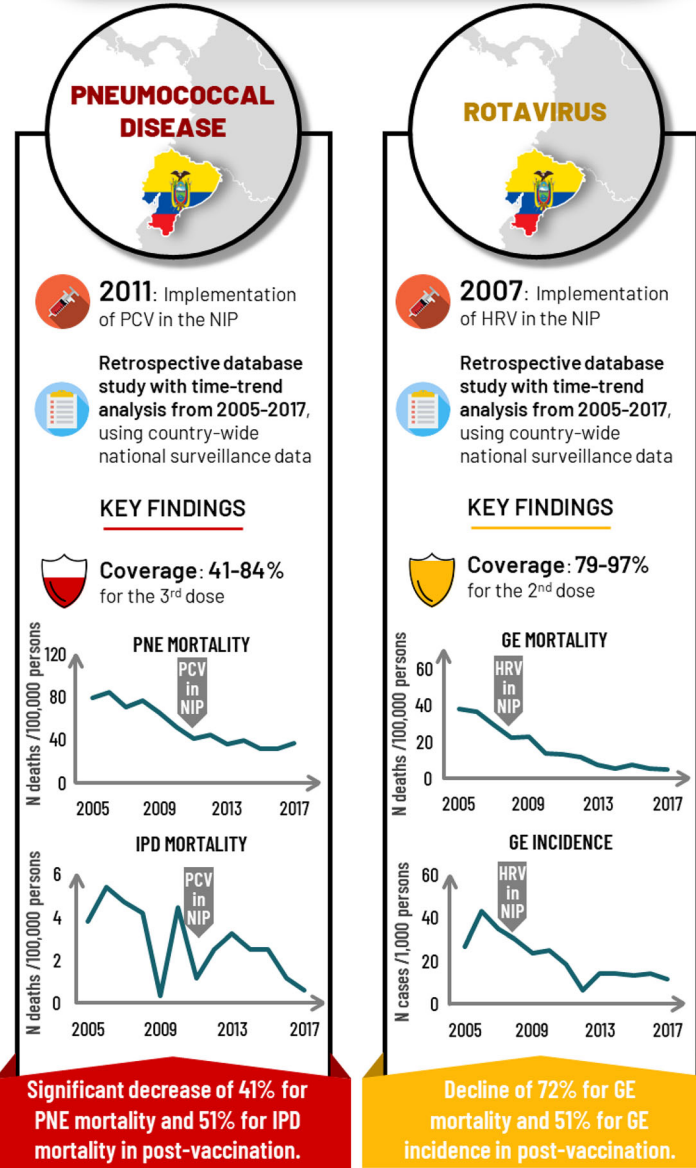 PNEUMOCOCCAL
DISEASE
2011: Implementation
of PCV in the NIP
Retrospective database
study with time-trend
analysis from 2005-2017,
using country-wide
national surveillance data
KEY FINDINGS
Coverage: 41-84%
for the 3rd dose
PNE MORTALITY
N deaths /100,000 persons
120
80
40
0
PCV
in
NIP
2005
2009
2013
2017
IPD MORTALITY
N deaths /100,000 persons
6
4
2
0
PCV
in
NIP
2005
2009
2013
2017
Significant decrease of 41% for
PNE mortality and 51% for IPD
mortality in post-vaccination.
ROTAVIRUS
2007: Implementation
of HRV in the NIP
Retrospective database
study with time-trend
analysis from 2005-2017,
using country-wide
national surveillance data
KEY FINDINGS
Coverage: 79-97%
for the 2nd dose
GE MORTALITY
N deaths /100,000 persons
60
40
20
0
HRV
in
NIP
2005
2009
2013
2017
GE INCIDENCE
N cases /1,000 persons
60
40
20
0
HRV
in
NIP
2005
2009
2013
2017
Decline of 72% for GE
mortality and 51% for GE
incidence in post-vaccination.